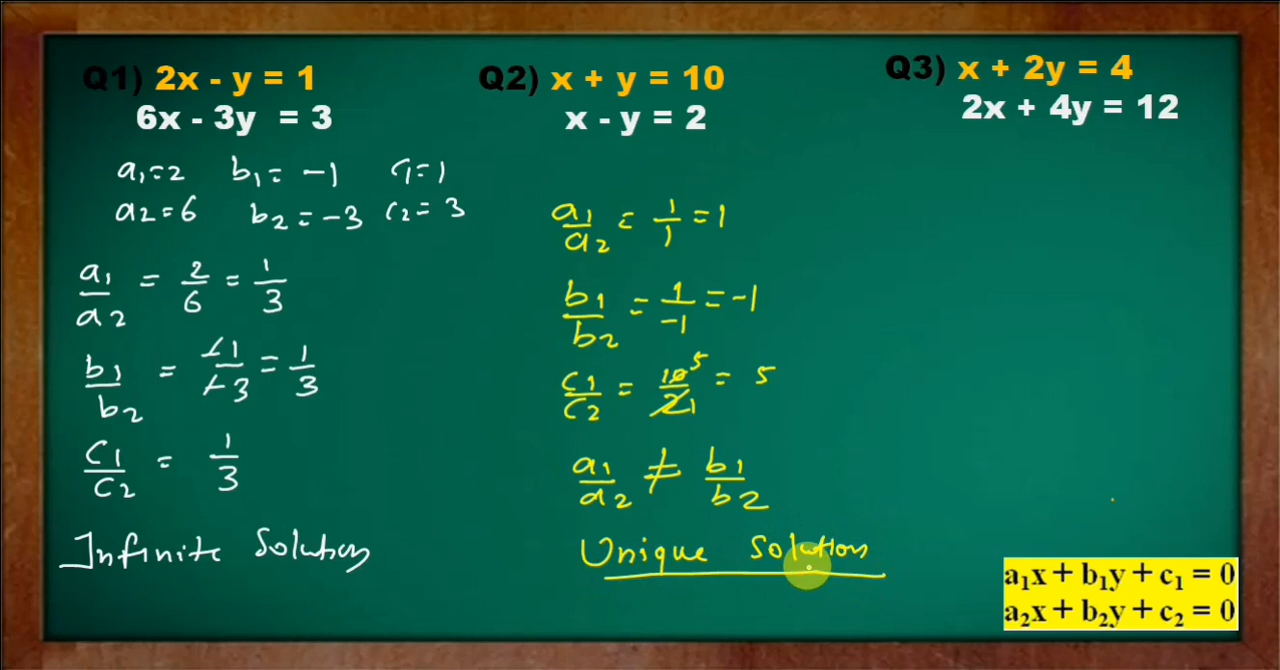 Q1) 2x - y = 1
6x - 3y = 3
a₁=2 b₁= -1 c₁=1
a₂=6 b₂= -3 c₂= 3
a₁/a₂ = 2/6 = 1/3
b₁/b₂ = -1/-3 = 1/3
c₁/c₂ = 1/3
Infinite Solution
Q2) x + y = 10
x - y = 2
a₁/a₂ = 1/1 = 1
b₁/b₂ = 1/-1 = -1
c₁/c₂ = 10 5/2 1 = 5
a₁/a₂ ≠ b₁/b₂
Unique Solution
Q3) x + 2y = 4
2x + 4y = 12
a₁x + b₁y + c₁ = 0
a₂x + b₂y + c₂ = 0